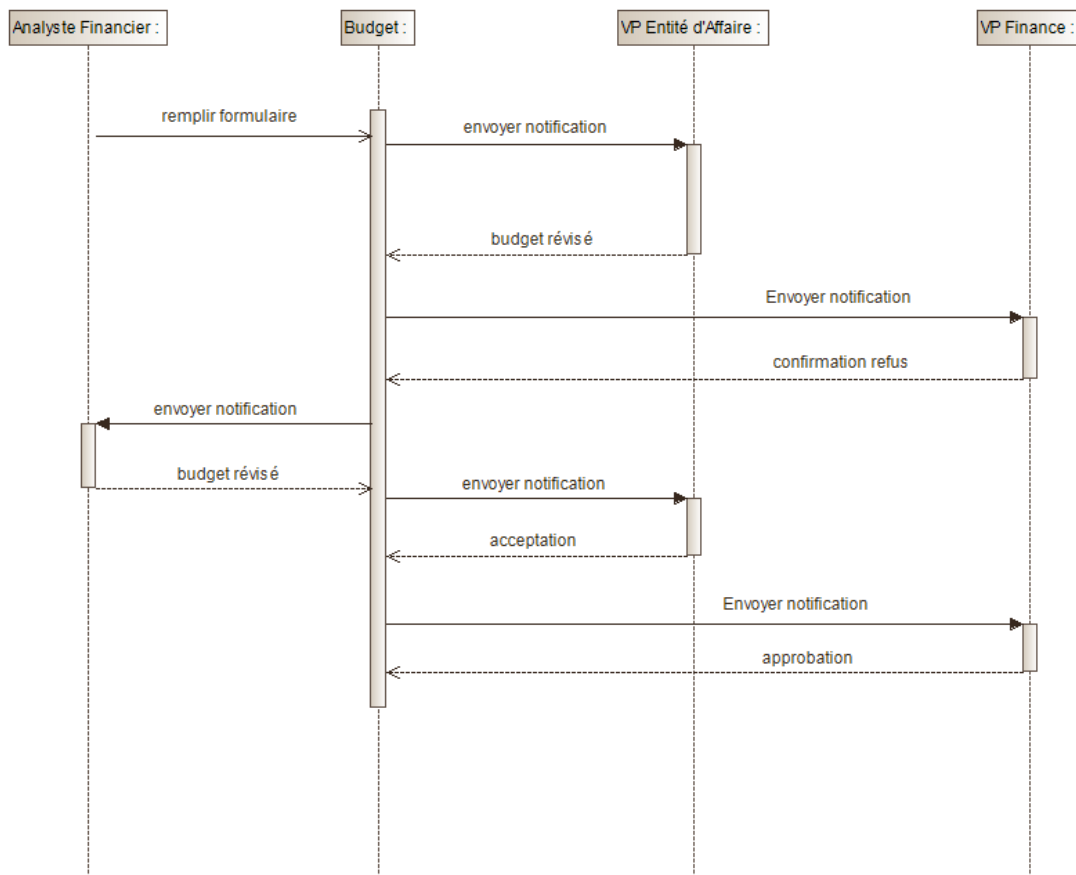 Analyste Financier :
Budget :
VP Entité d'Affaire :
VP Finance :
remplir formulaire
envoyer notification
budget révisé
Envoyer notification
confirmation refus
envoyer notification
budget révisé
envoyer notification
acceptation
Envoyer notification
approbation